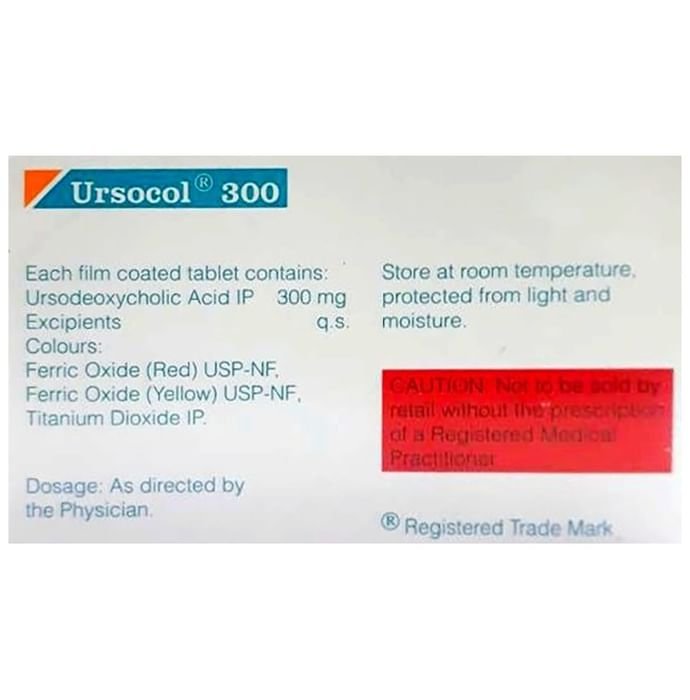 Ursocol® 300
Each film coated tablet contains:
Ursodeoxycholic Acid IP 300 mg
Excipients q.s.
Colours:
Ferric Oxide (Red) USP-NF,
Ferric Oxide (Yellow) USP-NF,
Titanium Dioxide IP.
Dosage: As directed by
the Physician.
Store at room temperature,
protected from light and
moisture.
CAUTION: Not to be sold by
retail without the prescription
of a Registered Medical
Practitioner
® Registered Trade Mark